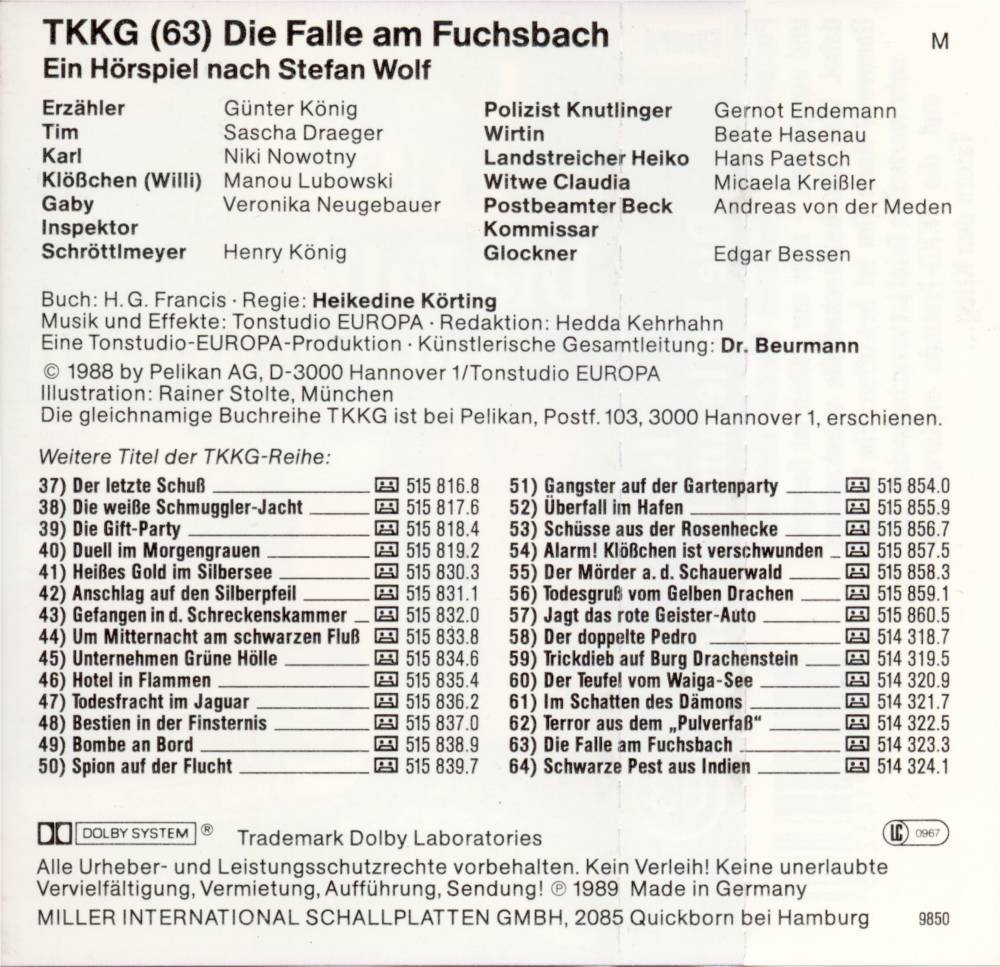 TKKG (63) Die Falle am Fuchsbach
M
Ein Hörspiel nach Stefan Wolf
Erzähler Günter König
Tim Sascha Draeger
Karl Niki Nowotny
Klößchen (Willi) Manou Lubowski
Gaby Veronika Neugebauer
Inspektor
Schröttlmeyer Henry König
Polizist Knutlinger Gernot Endemann
Wirtin Beate Hasenau
Landstreicher Heiko Hans Paetsch
Witwe Claudia Micaela Kreißler
Postbeamter Beck Andreas von der Meden
Kommissar
Glockner Edgar Bessen
Buch: H. G. Francis · Regie: Heikedine Körting
Musik und Effekte: Tonstudio EUROPA · Redaktion: Hedda Kehrhahn
Eine Tonstudio-EUROPA-Produktion · Künstlerische Gesamtleitung: Dr. Beurmann
© 1988 by Pelikan AG, D-3000 Hannover 1/Tonstudio EUROPA
Illustration: Rainer Stolte, München
Die gleichnamige Buchreihe TKKG ist bei Pelikan, Postf. 103, 3000 Hannover 1, erschienen.
Weitere Titel der TKKG-Reihe:
37) Der letzte Schuß 515 816.8
38) Die weiße Schmuggler-Jacht 515 817.6
39) Die Gift-Party 515 818.4
40) Duell im Morgengrauen 515 819.2
41) Heißes Gold im Silbersee 515 830.3
42) Anschlag auf den Silberpfeil 515 831.1
43) Gefangen in d. Schreckenskammer 515 832.0
44) Um Mitternacht am schwarzen Fluß 515 833.8
45) Unternehmen Grüne Hölle 515 834.6
46) Hotel in Flammen 515 835.4
47) Todesfracht im Jaguar 515 836.2
48) Bestien in der Finsternis 515 837.0
49) Bombe an Bord 515 838.9
50) Spion auf der Flucht 515 839.7
51) Gangster auf der Gartenparty 515 854.0
52) Überfall im Hafen 515 855.9
53) Schüsse aus der Rosenhecke 515 856.7
54) Alarm! Klößchen ist verschwunden 515 857.5
55) Der Mörder a. d. Schauerwald 515 858.3
56) Todesgruß vom Gelben Drachen 515 859.1
57) Jagt das rote Geister-Auto 515 860.5
58) Der doppelte Pedro 514 318.7
59) Trickdieb auf Burg Drachenstein 514 319.5
60) Der Teufel vom Waiga-See 514 320.9
61) Im Schatten des Dämons 514 321.7
62) Terror aus dem „Pulverfaß“ 514 322.5
63) Die Falle am Fuchsbach 514 323.3
64) Schwarze Pest aus Indien 514 324.1
DOLBY SYSTEM ® Trademark Dolby Laboratories
LC 0967
Alle Urheber- und Leistungsschutzrechte vorbehalten. Kein Verleih! Keine unerlaubte
Vervielfältigung, Vermietung, Aufführung, Sendung! ℗ 1989 Made in Germany
MILLER INTERNATIONAL SCHALLPLATTEN GMBH, 2085 Quickborn bei Hamburg 9850